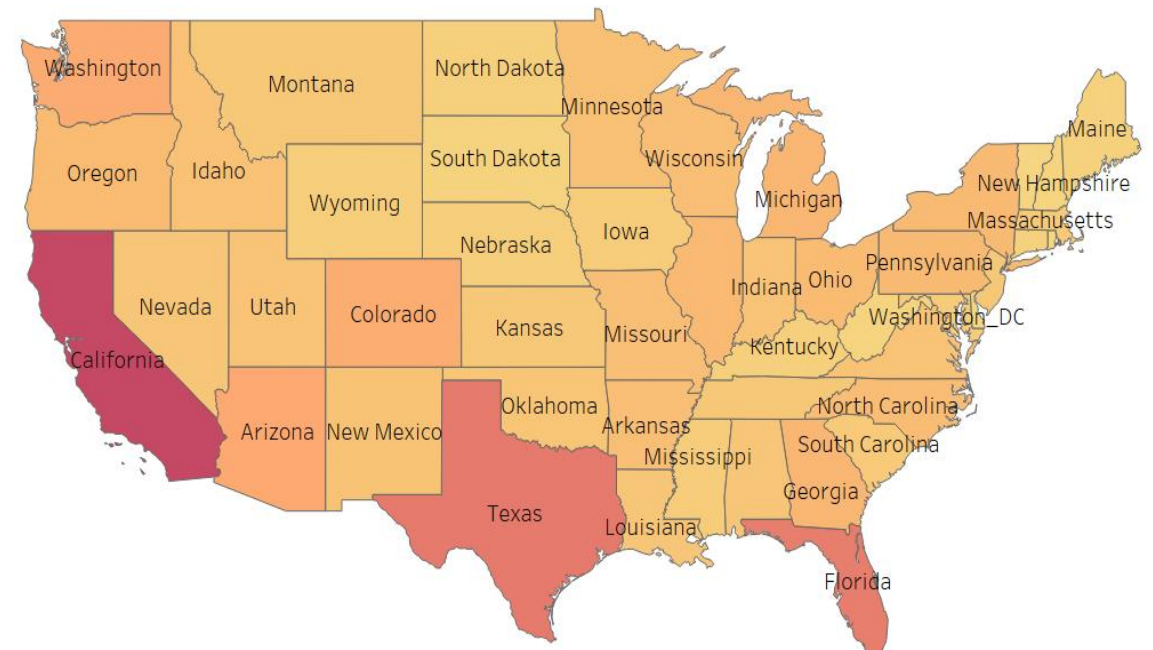 Washington
Montana
North Dakota
Minnesota
Maine
Oregon
Idaho
South Dakota
Wisconsin
Michigan
New Hampshire
Massachusetts
Wyoming
Nebraska
Iowa
Pennsylvania
Nevada
Utah
Colorado
Kansas
Missouri
Indiana
Ohio
Washington_DC
California
Kentucky
Arizona
New Mexico
Oklahoma
Arkansas
North Carolina
South Carolina
Mississippi
Georgia
Texas
Louisiana
Florida